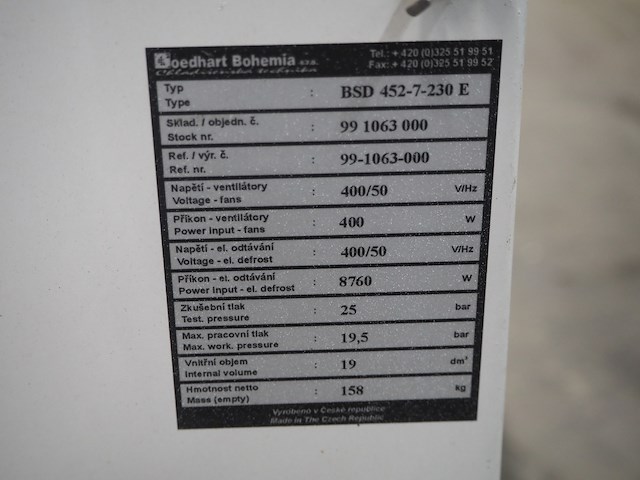 Goedhart Bohemia s.r.o.
Chladírenská technika
Tel.: + 420 (0)325 51 99 51
Fax: + 420 (0)325 51 99 52
Typ
Type : BSD 452-7-230 E
Sklad. / objedn. č.
Stock nr. : 99 1063 000
Ref. / výr. č.
Ref. nr. : 99-1063-000
Napětí - ventilátory
Voltage - fans : 400/50 V/Hz
Příkon - ventilátory
Power input - fans : 400 W
Napětí - el. odtávání
Voltage - el. defrost : 400/50 V/Hz
Příkon - el. odtávání
Power input - el. defrost : 8760 W
Zkušební tlak
Test. pressure : 25 bar
Max. pracovní tlak
Max. work. pressure : 19,5 bar
Vnitřní objem
Internal volume : 19 dm³
Hmotnost netto
Mass (empty) : 158 kg
Vyrobeno v České republice
Made in The Czech Republic